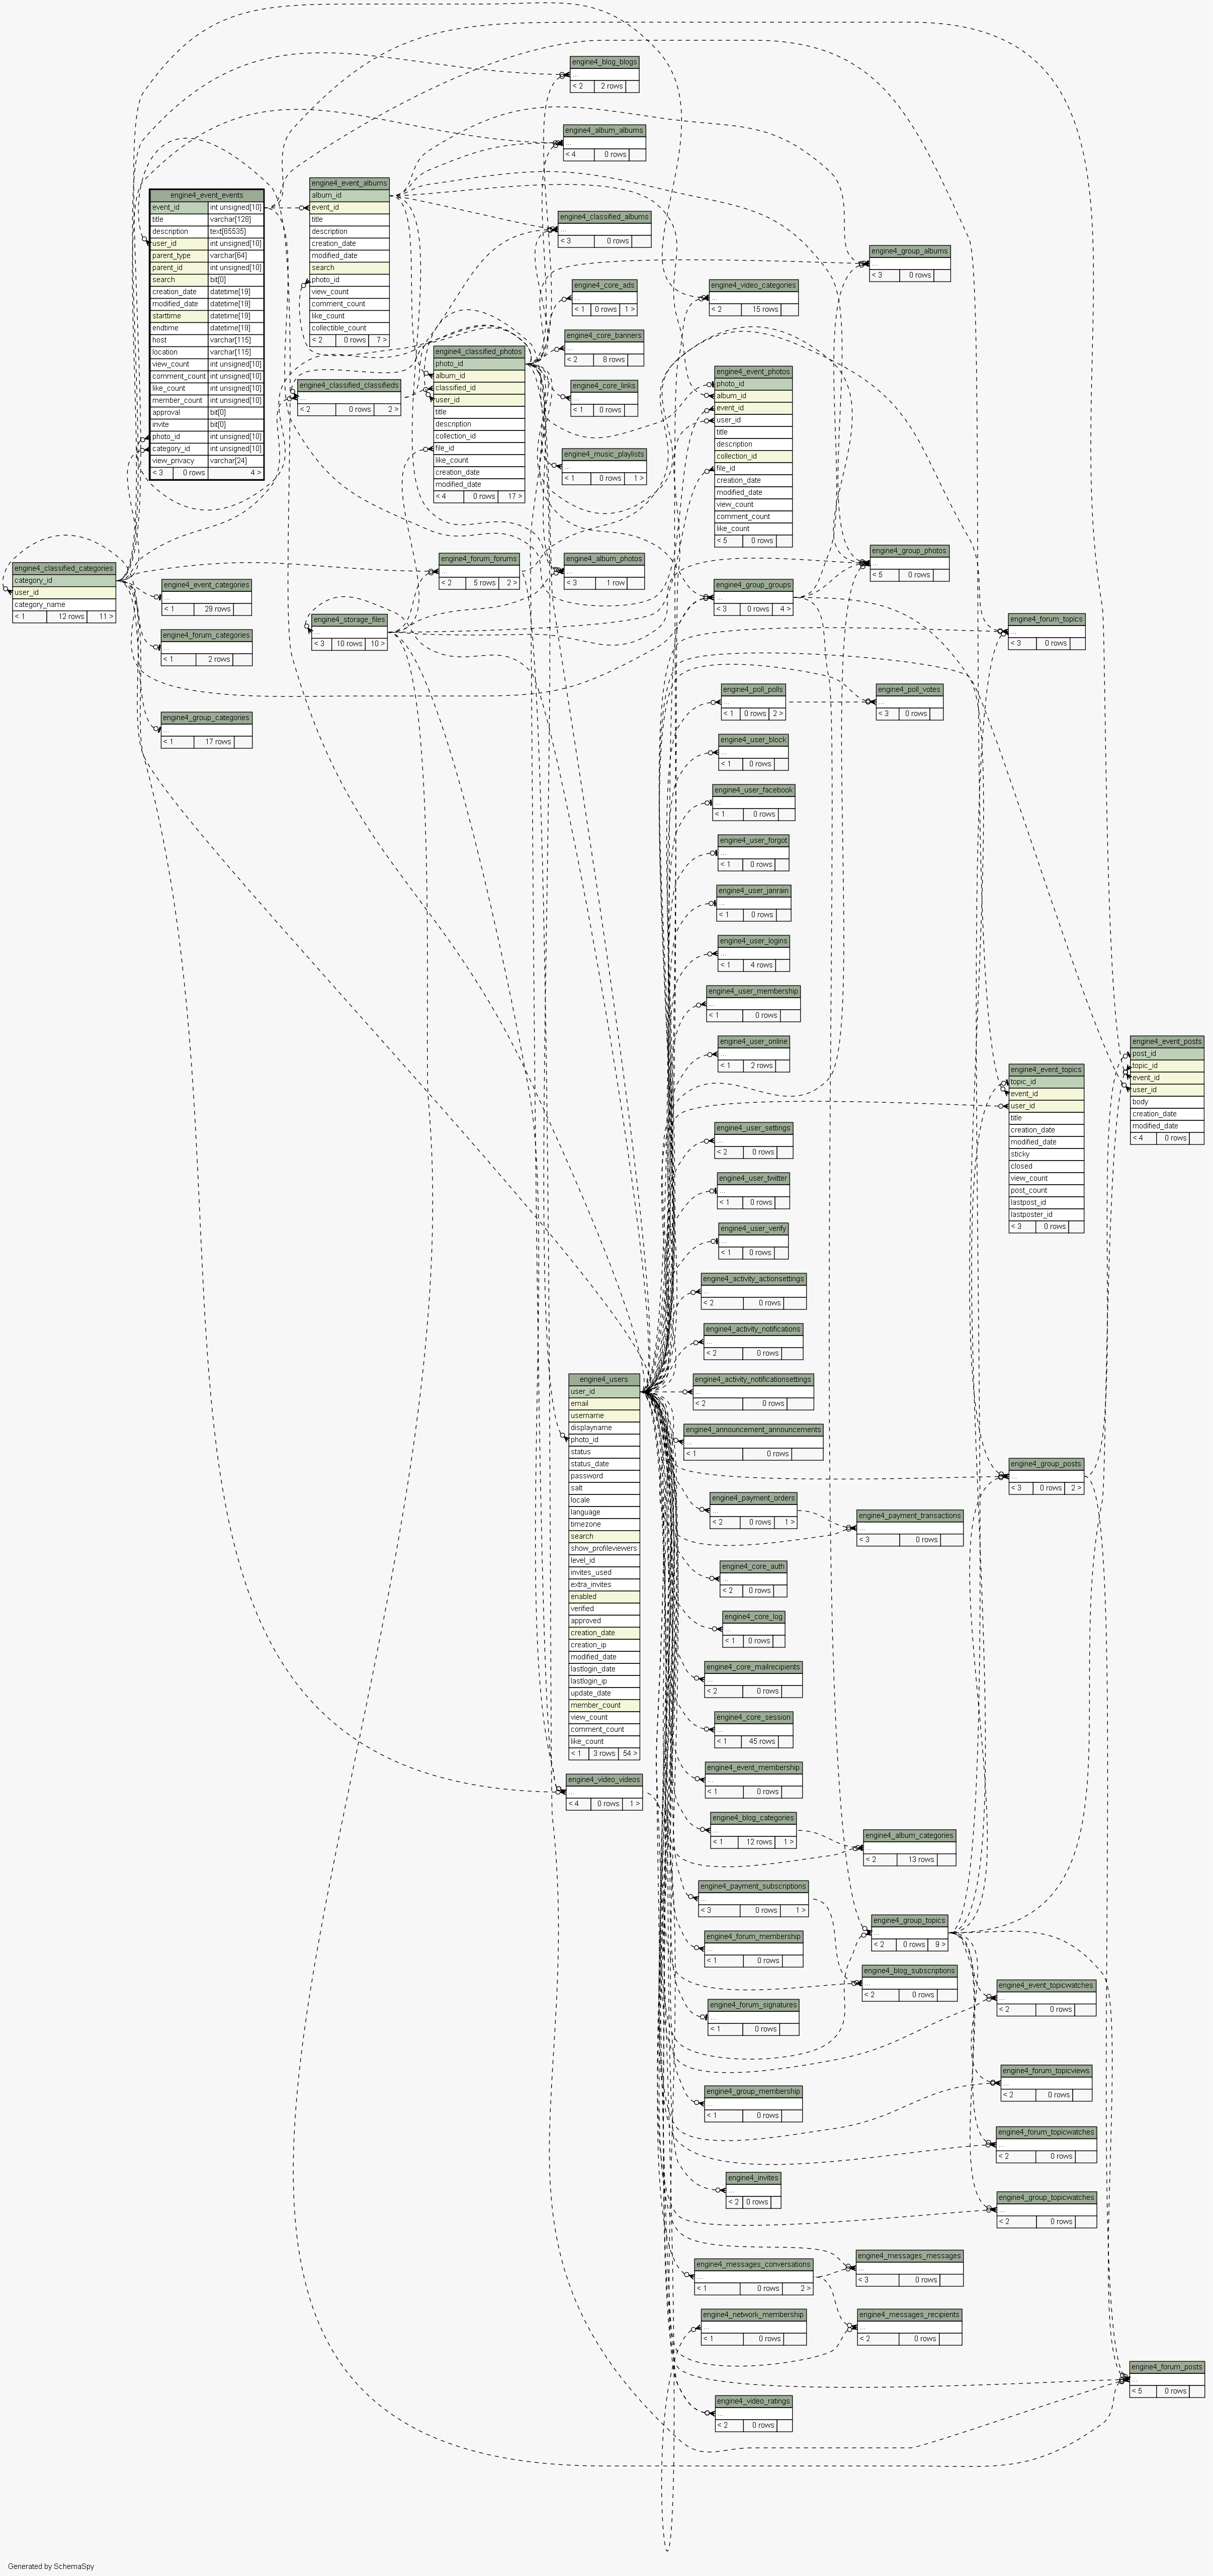 engine4_blog_blogs
...
< 2 2 rows
engine4_album_albums
...
< 4 0 rows
engine4_event_events
event_id int unsigned[10]
title varchar[128]
description text[65535]
user_id int unsigned[10]
parent_type varchar[64]
parent_id int unsigned[10]
search bit[0]
creation_date datetime[19]
modified_date datetime[19]
starttime datetime[19]
endtime datetime[19]
host varchar[115]
location varchar[115]
view_count int unsigned[10]
comment_count int unsigned[10]
like_count int unsigned[10]
member_count int unsigned[10]
approval bit[0]
invite bit[0]
photo_id int unsigned[10]
category_id int unsigned[10]
view_privacy varchar[24]
< 3 0 rows 4 >
engine4_event_albums
album_id
event_id
title
description
creation_date
modified_date
search
photo_id
view_count
comment_count
like_count
collectible_count
< 2 0 rows 7 >
engine4_classified_albums
...
< 3 0 rows
engine4_group_albums
...
< 3 0 rows
engine4_core_ads
...
< 1 0 rows 1 >
engine4_video_categories
...
< 2 15 rows
engine4_core_banners
...
< 2 8 rows
engine4_classified_photos
photo_id
album_id
classified_id
user_id
title
description
collection_id
file_id
like_count
creation_date
modified_date
< 4 0 rows 17 >
engine4_classified_classifieds
...
< 2 0 rows 2 >
engine4_core_links
...
< 1 0 rows
engine4_event_photos
photo_id
album_id
event_id
user_id
title
description
collection_id
file_id
creation_date
modified_date
view_count
comment_count
like_count
< 5 0 rows
engine4_music_playlists
...
< 1 0 rows 1 >
engine4_group_photos
...
< 5 0 rows
engine4_classified_categories
category_id
user_id
category_name
< 1 12 rows 11 >
engine4_forum_forums
...
< 2 5 rows 2 >
engine4_album_photos
...
< 3 1 row
engine4_event_categories
...
< 1 29 rows
engine4_group_groups
...
< 3 0 rows 4 >
engine4_storage_files
...
< 3 10 rows 10 >
engine4_forum_topics
...
< 3 0 rows
engine4_forum_categories
...
< 1 2 rows
engine4_poll_polls
...
< 1 0 rows 2 >
engine4_poll_votes
...
< 3 0 rows
engine4_group_categories
...
< 1 17 rows
engine4_user_block
...
< 1 0 rows
engine4_user_facebook
...
< 1 0 rows
engine4_user_forgot
...
< 1 0 rows
engine4_user_janrain
...
< 1 0 rows
engine4_user_logins
...
< 1 4 rows
engine4_user_membership
...
< 1 0 rows
engine4_user_online
...
< 1 2 rows
engine4_event_posts
post_id
topic_id
event_id
user_id
body
creation_date
modified_date
< 4 0 rows
engine4_event_topics
topic_id
event_id
user_id
title
creation_date
modified_date
sticky
closed
view_count
post_count
lastpost_id
lastposter_id
< 3 0 rows
engine4_user_settings
...
< 2 0 rows
engine4_user_twitter
...
< 1 0 rows
engine4_user_verify
...
< 1 0 rows
engine4_activity_actionsettings
...
< 2 0 rows
engine4_activity_notifications
...
< 2 0 rows
engine4_users
user_id
email
username
displayname
photo_id
status
status_date
password
salt
locale
language
timezone
search
show_profileviewers
level_id
invites_used
extra_invites
enabled
verified
approved
creation_date
creation_ip
modified_date
lastlogin_date
lastlogin_ip
update_date
member_count
view_count
comment_count
like_count
< 1 3 rows 54 >
engine4_activity_notificationsettings
...
< 2 0 rows
engine4_announcement_announcements
...
< 1 0 rows
engine4_group_posts
...
< 3 0 rows 2 >
engine4_payment_orders
...
< 2 0 rows 1 >
engine4_payment_transactions
...
< 3 0 rows
engine4_core_auth
...
< 2 0 rows
engine4_core_log
...
< 1 0 rows
engine4_core_mailrecipients
...
< 2 0 rows
engine4_core_session
...
< 1 45 rows
engine4_event_membership
...
< 1 0 rows
engine4_video_videos
...
< 4 0 rows 1 >
engine4_blog_categories
...
< 1 12 rows 1 >
engine4_album_categories
...
< 2 13 rows
engine4_payment_subscriptions
...
< 3 0 rows 1 >
engine4_group_topics
...
< 2 0 rows 9 >
engine4_forum_membership
...
< 1 0 rows
engine4_blog_subscriptions
...
< 2 0 rows
engine4_event_topicwatches
...
< 2 0 rows
engine4_forum_signatures
...
< 1 0 rows
engine4_forum_topicviews
...
< 2 0 rows
engine4_group_membership
...
< 1 0 rows
engine4_forum_topicwatches
...
< 2 0 rows
engine4_invites
...
< 2 0 rows
engine4_group_topicwatches
...
< 2 0 rows
engine4_messages_messages
...
< 3 0 rows
engine4_messages_conversations
...
< 1 0 rows 2 >
engine4_network_membership
...
< 1 0 rows
engine4_messages_recipients
...
< 2 0 rows
engine4_forum_posts
...
< 5 0 rows
engine4_video_ratings
...
< 2 0 rows
Generated by SchemaSpy